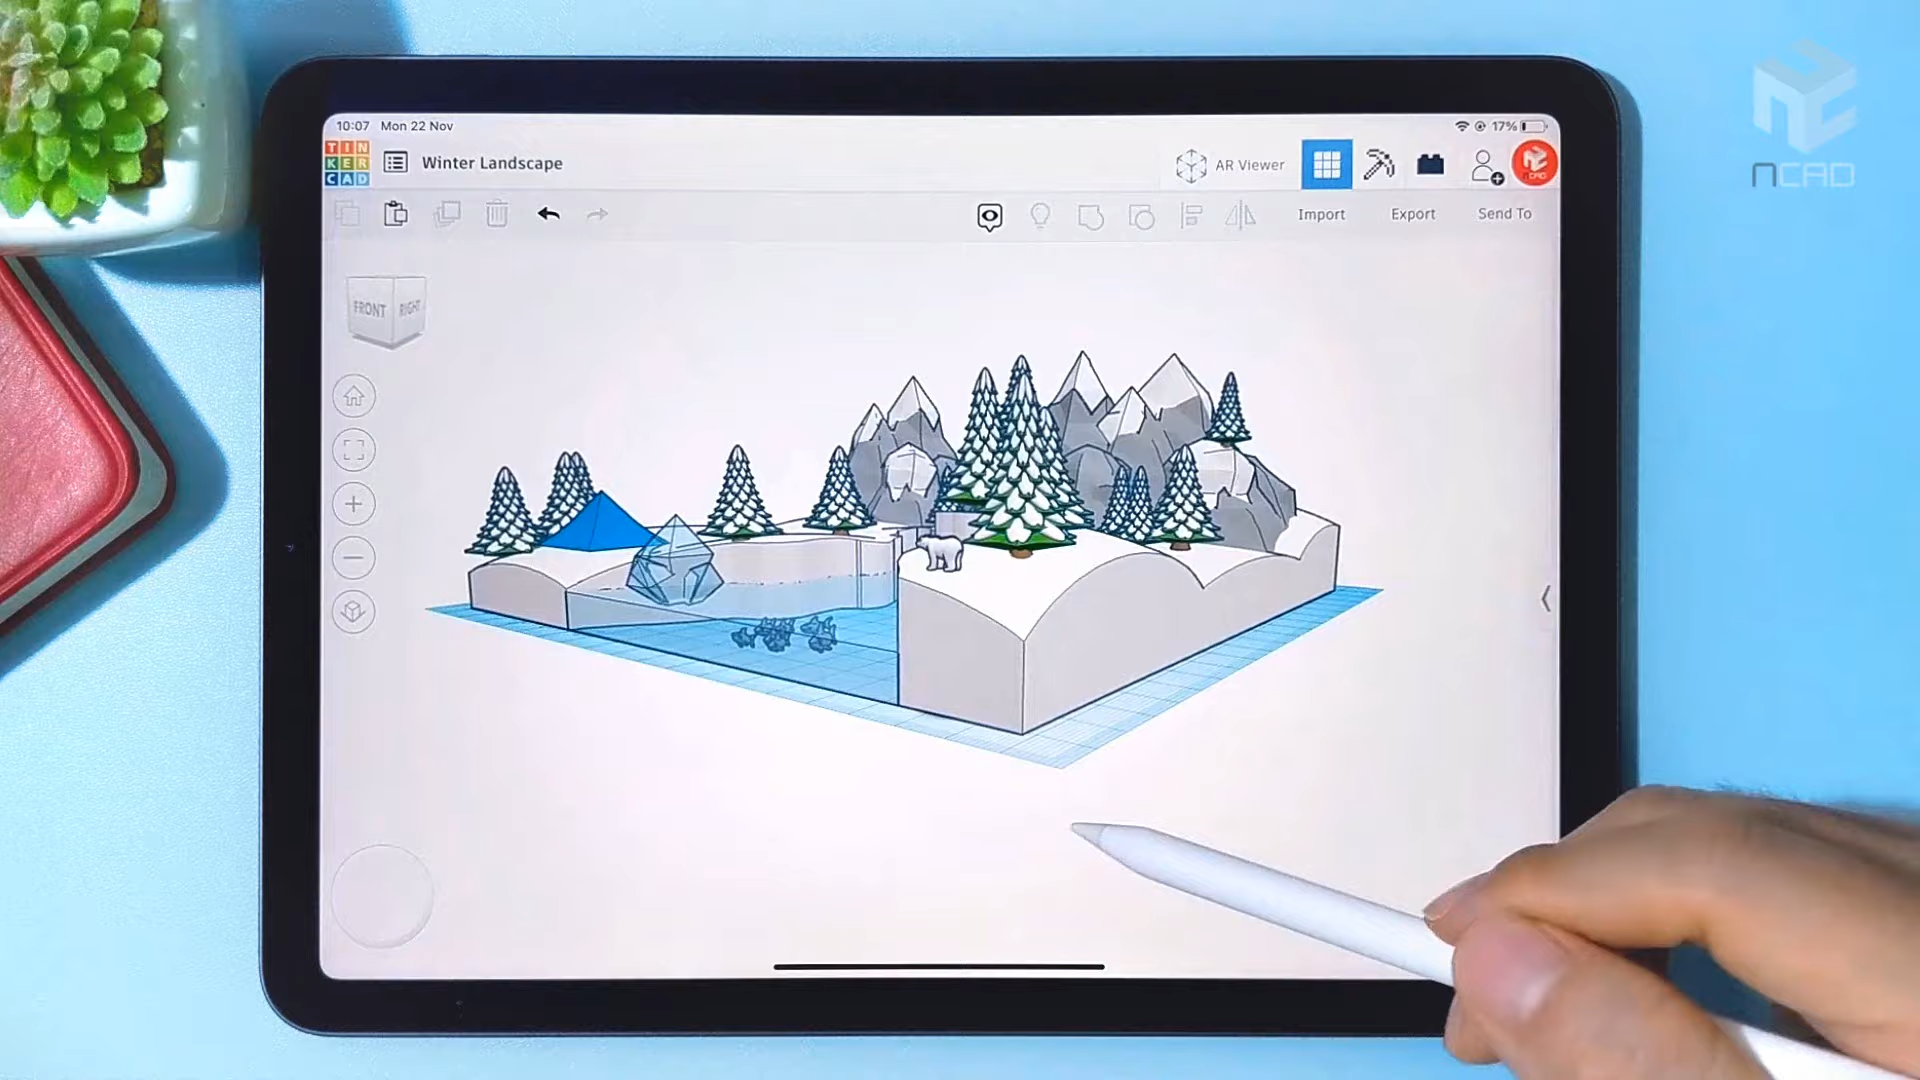 10:07 Mon 22 Nov
17%
TIN
KER
CAD
Winter Landscape
AR Viewer
NCAD
Import
Export
Send To
FRONT
RIGHT